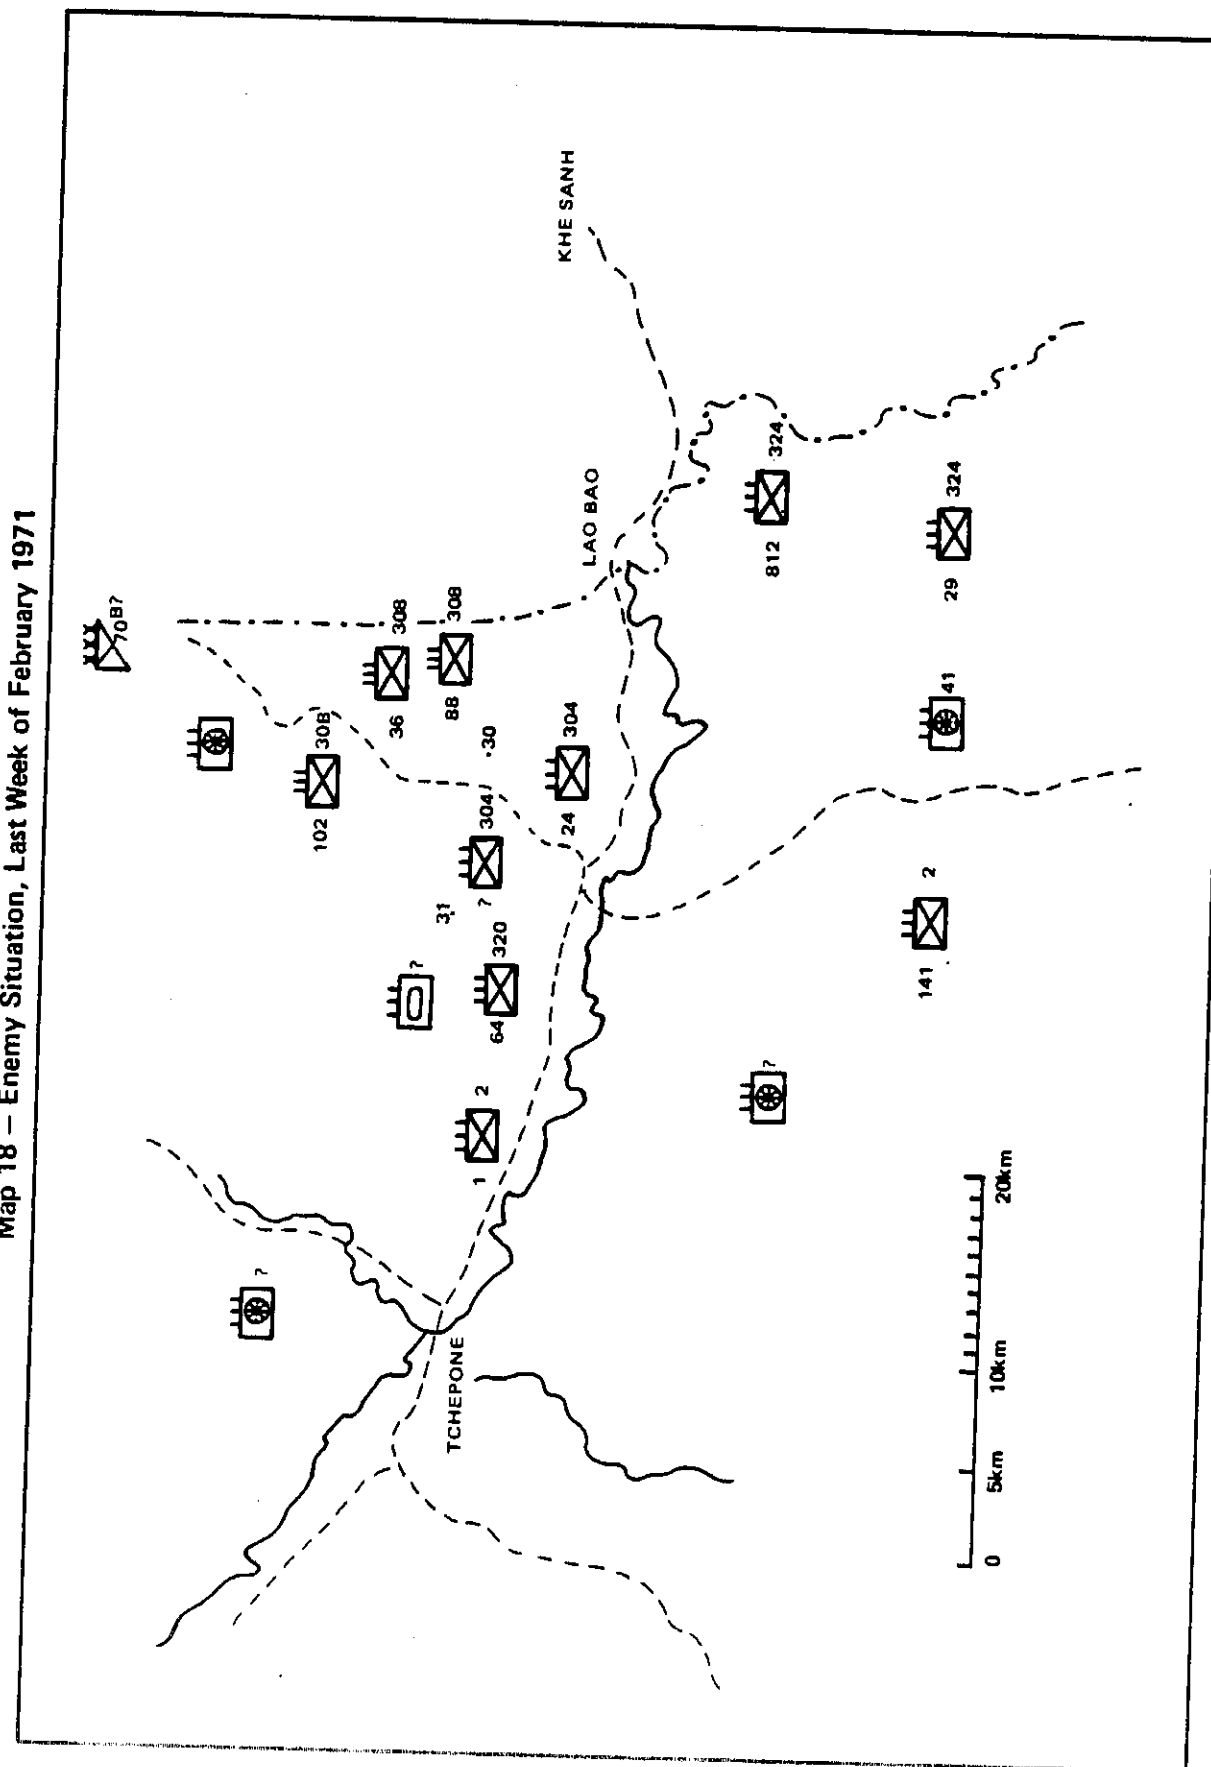 Map 18 – Enemy Situation, Last Week of February 1971
70B?
?
102 308
36 308
88 308
KHE SANH
31
? 304
30
24 304
LAO BAO
?
64 320
1 2
TCHEPONE
812 324
?
141 2
41
29 324
0 5km 10km 20km